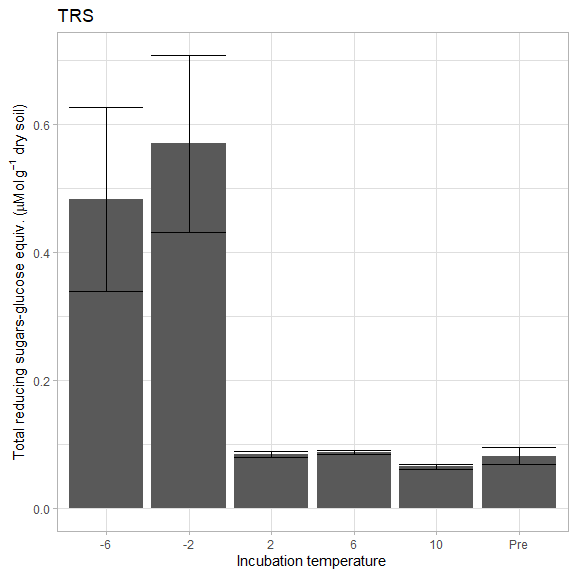 TRS
Total reducing sugars-glucose equiv. (μMol g⁻¹ dry soil)
0.6
0.4
0.2
0.0
-6 -2 2 6 10 Pre
Incubation temperature